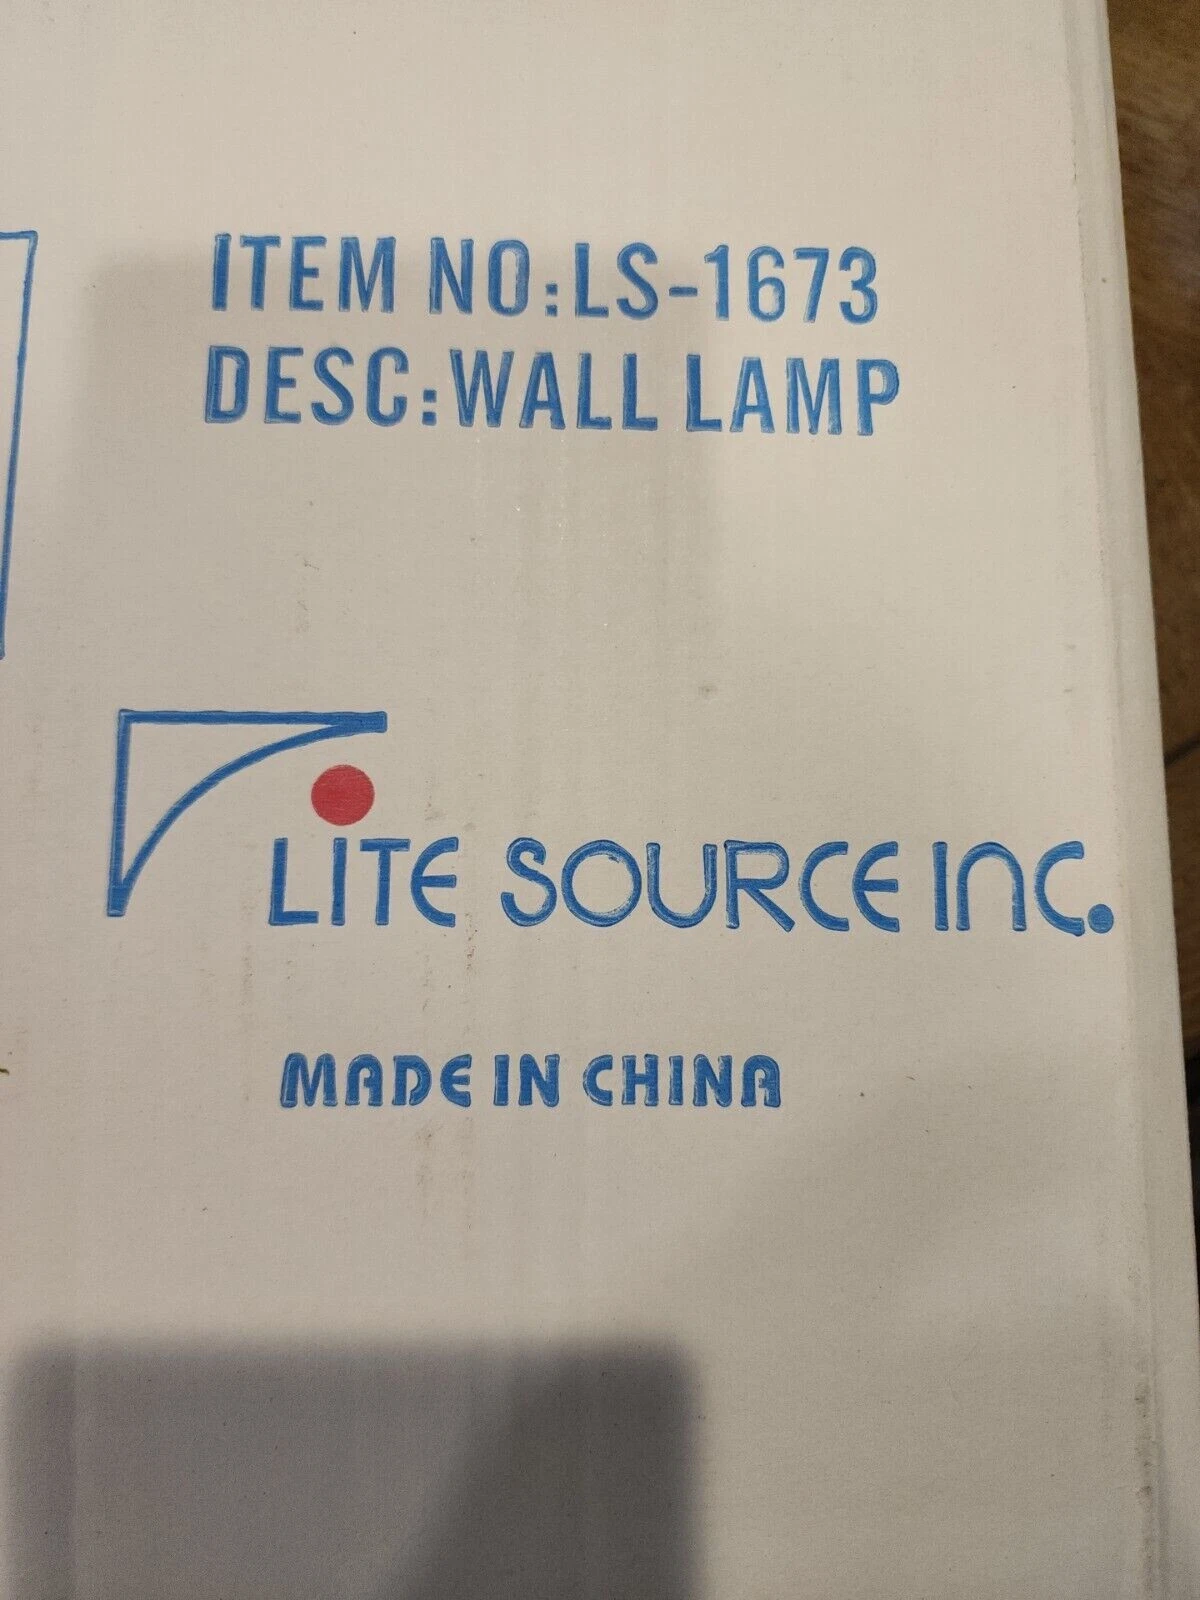 ITEM NO:LS-1673
DESC:WALL LAMP
LITE SOURCE INC.
MADE IN CHINA